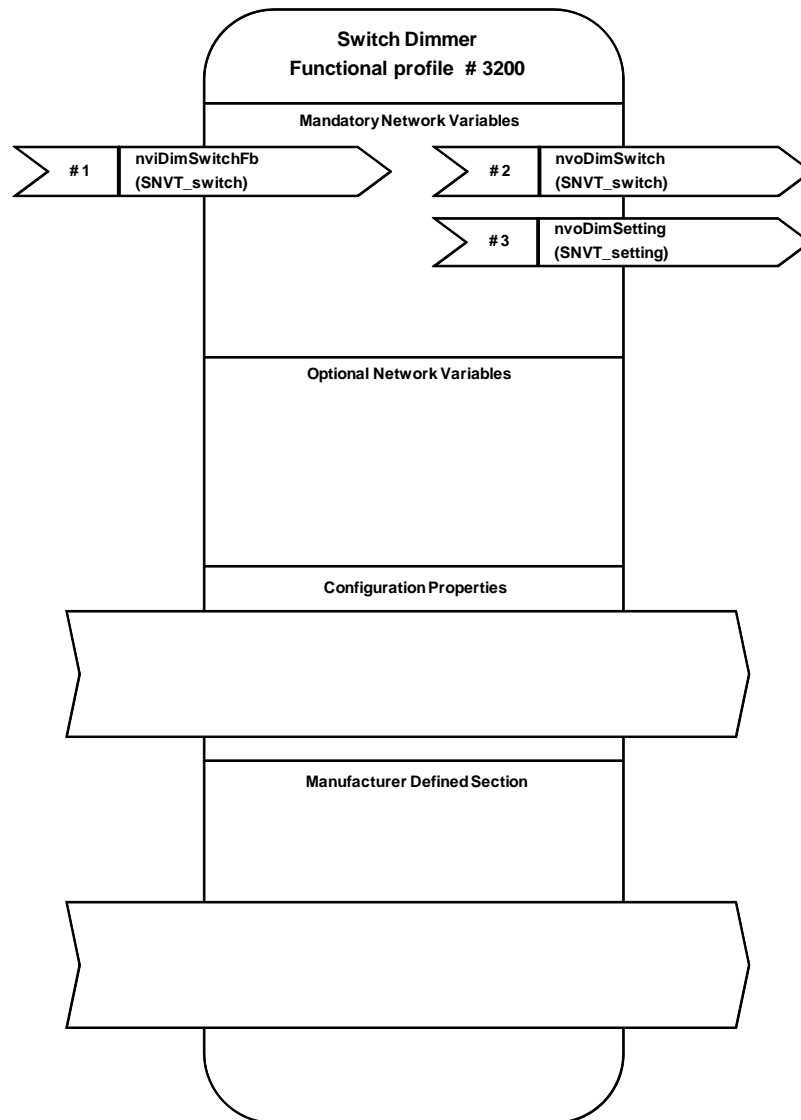 Switch Dimmer
Functional profile # 3200
Mandatory Network Variables
# 1
nviDimSwitchFb
(SNVT_switch)
# 2
nvoDimSwitch
(SNVT_switch)
# 3
nvoDimSetting
(SNVT_setting)
Optional Network Variables
Configuration Properties
Manufacturer Defined Section